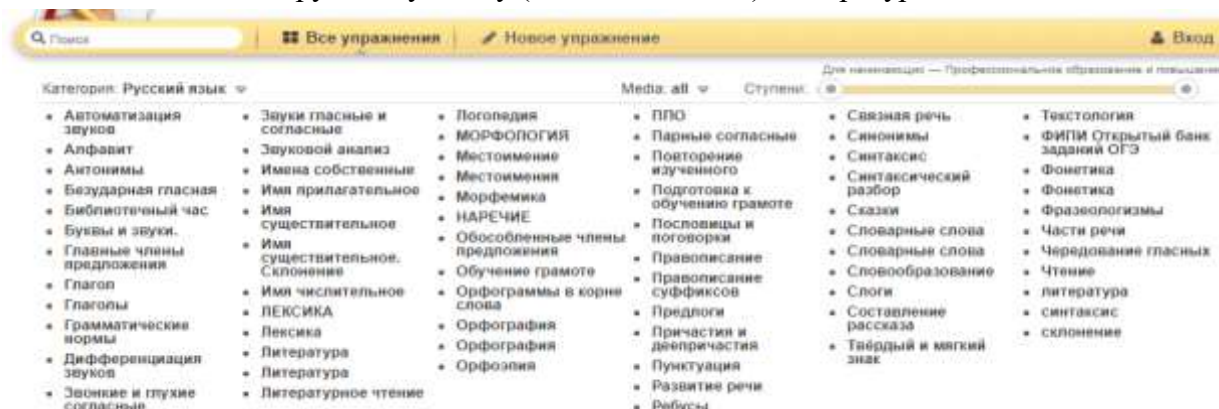 Поиск
Все упражнения
Новое упражнение
Вход
Для начинающих — Профессиональное образование и повышение
Категория: Русский язык
Media: all
Ступени:
Автоматизация
звуков
Алфавит
Антонимы
Безударная гласная
Библиотечный час
Буквы и звуки.
Главные члены
предложения
Глагол
Глаголы
Грамматические
нормы
Дифференциация
звуков
Звонкие и глухие
согласные
Звуки гласные и
согласные
Звуковой анализ
Имена собственные
Имя прилагательное
Имя
существительное
Имя
существительное.
Склонение
Имя числительное
ЛЕКСИКА
Лексика
Литература
Литература
Литературное чтение
Логопедия
МОРФОЛОГИЯ
Местоимение
Местоимения
Морфемика
НАРЕЧИЕ
Обособленные члены
предложения
Обучение грамоте
Орфограммы в корне
слова
Орфография
Орфография
Орфоэпия
ППО
Парные согласные
Повторение
изученного
Подготовка к
обучению грамоте
Пословицы и
поговорки
Правописание
Правописание
суффиксов
Предлоги
Причастия и
деепричастия
Пунктуация
Развитие речи
Ребусы
Связная речь
Синонимы
Синтаксис
Синтаксический
разбор
Сказки
Словарные слова
Словарные слова
Словообразование
Слоги
Составление
рассказа
Твёрдый и мягкий
знак
Текстология
ФИПИ Открытый банк
заданий ОГЭ
Фонетика
Фонетика
Фразеологизмы
Части речи
Чередование гласных
Чтение
литература
синтаксис
склонение